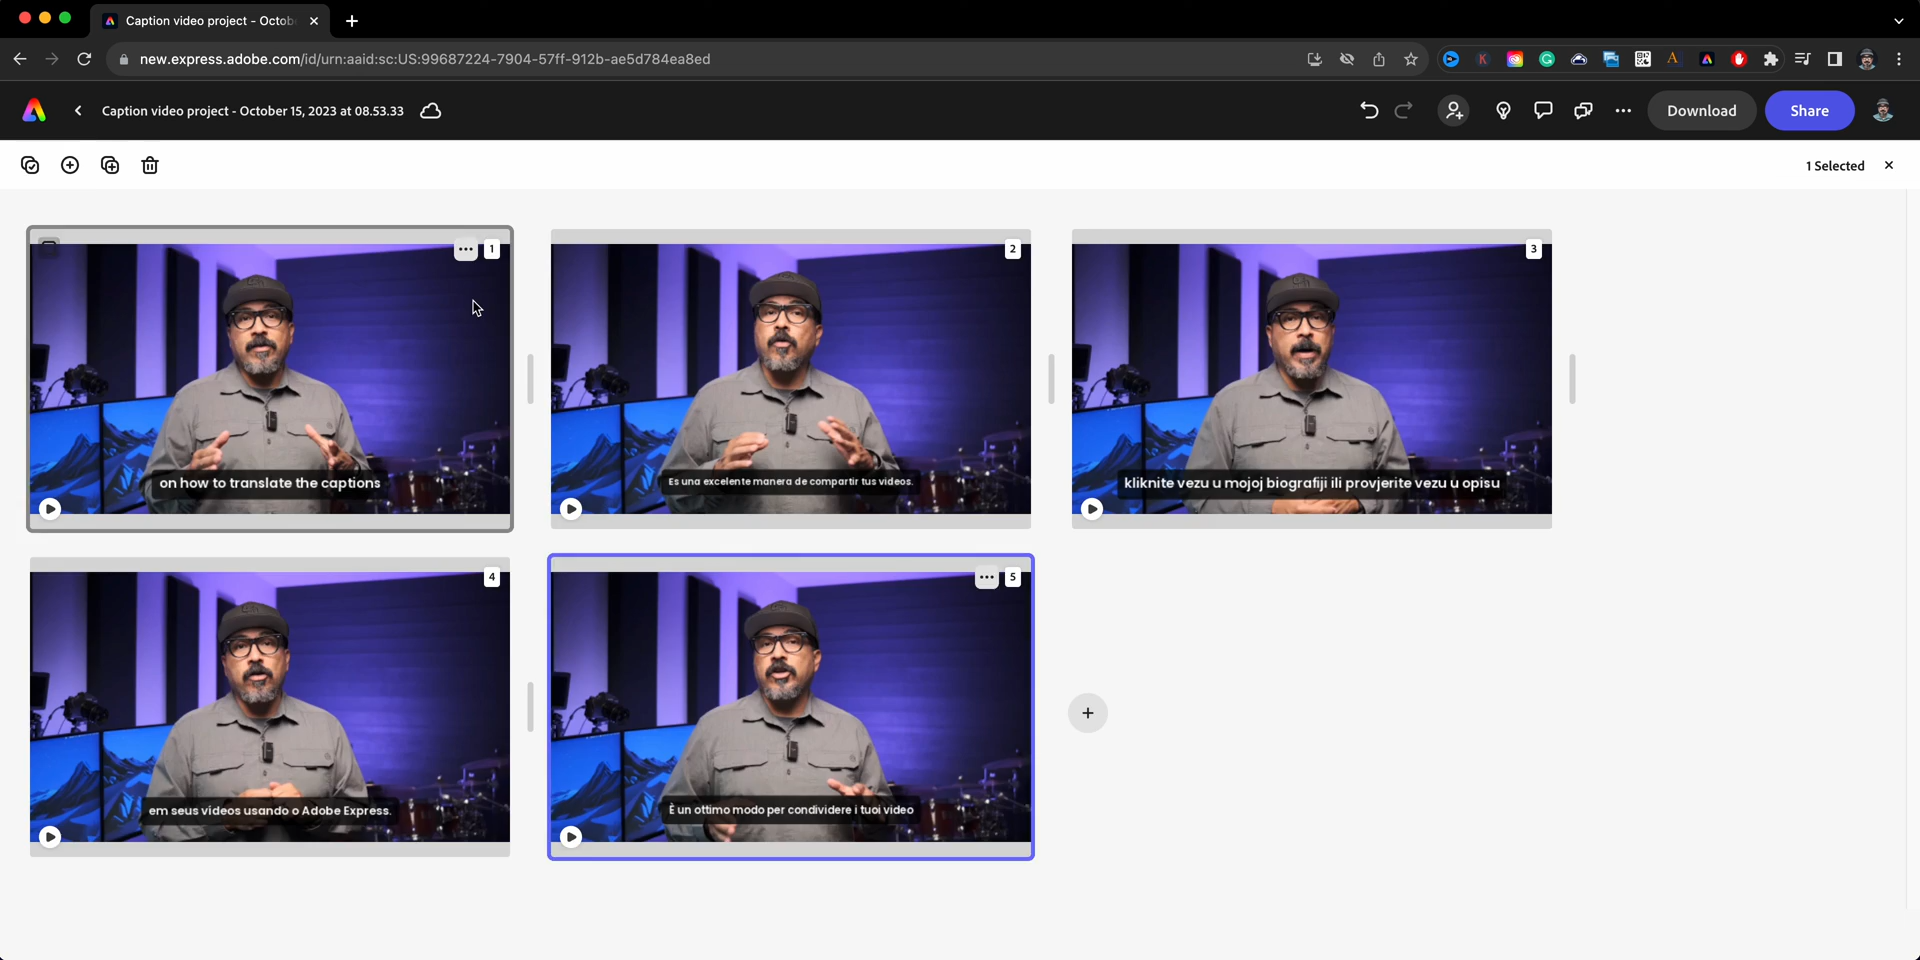 Caption video project - Octob
new.express.adobe.com/id/urn:aaid:sc:US:99687224-7904-57ff-912b-ae5d784ea8ed
Caption video project - October 15, 2023 at 08.53.33
Download
Share
1 Selected
1
2
3
on how to translate the captions
Es una excelente manera de compartir tus videos.
kliknite vezu u mojoj biografiji ili provjerite vezu u opisu
4
5
em seus vídeos usando o Adobe Express.
È un ottimo modo per condividere i tuoi video